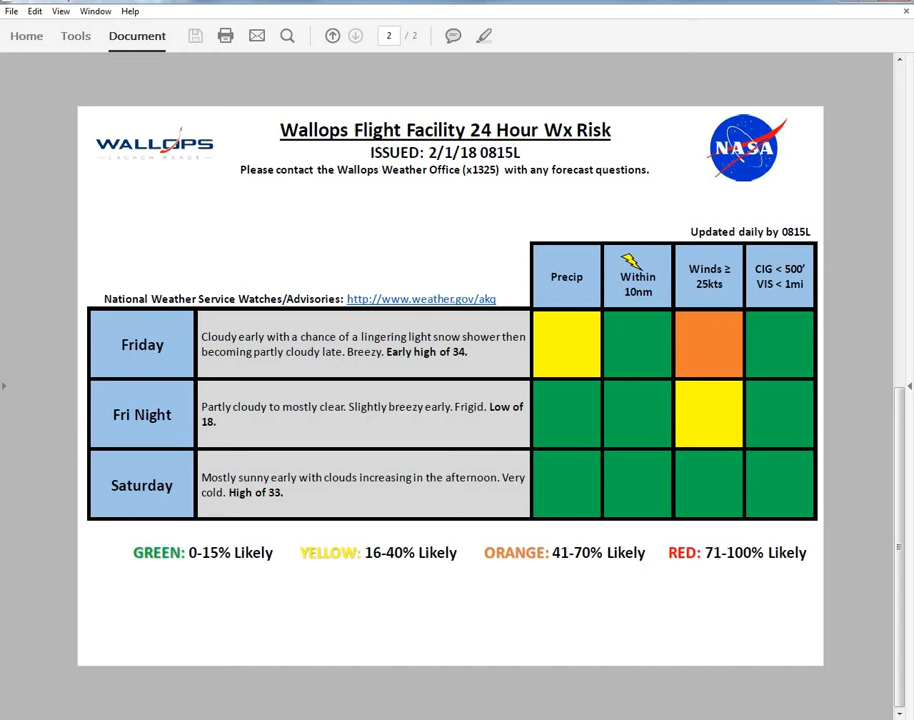 File Edit View Window Help
Home Tools Document 2 / 2
WALLOPS
LAUNCH RANGE
Wallops Flight Facility 24 Hour Wx Risk
ISSUED: 2/1/18 0815L
Please contact the Wallops Weather Office (x1325) with any forecast questions.
NASA
Updated daily by 0815L
National Weather Service Watches/Advisories: http://www.weather.gov/akq
Precip
Within
10nm
Winds ≥
25kts
CIG < 500'
VIS < 1mi
Friday
Cloudy early with a chance of a lingering light snow shower then
becoming partly cloudy late. Breezy. Early high of 34.
Fri Night
Partly cloudy to mostly clear. Slightly breezy early. Frigid. Low of
18.
Saturday
Mostly sunny early with clouds increasing in the afternoon. Very
cold. High of 33.
GREEN: 0-15% Likely YELLOW: 16-40% Likely ORANGE: 41-70% Likely RED: 71-100% Likely